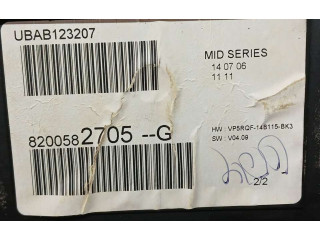 UBAB123207
MID SERIES
14 07 06
11 11
8200582705 --G
HW : VP5RQF-14B115-BK3
SW : V04.09
2/2